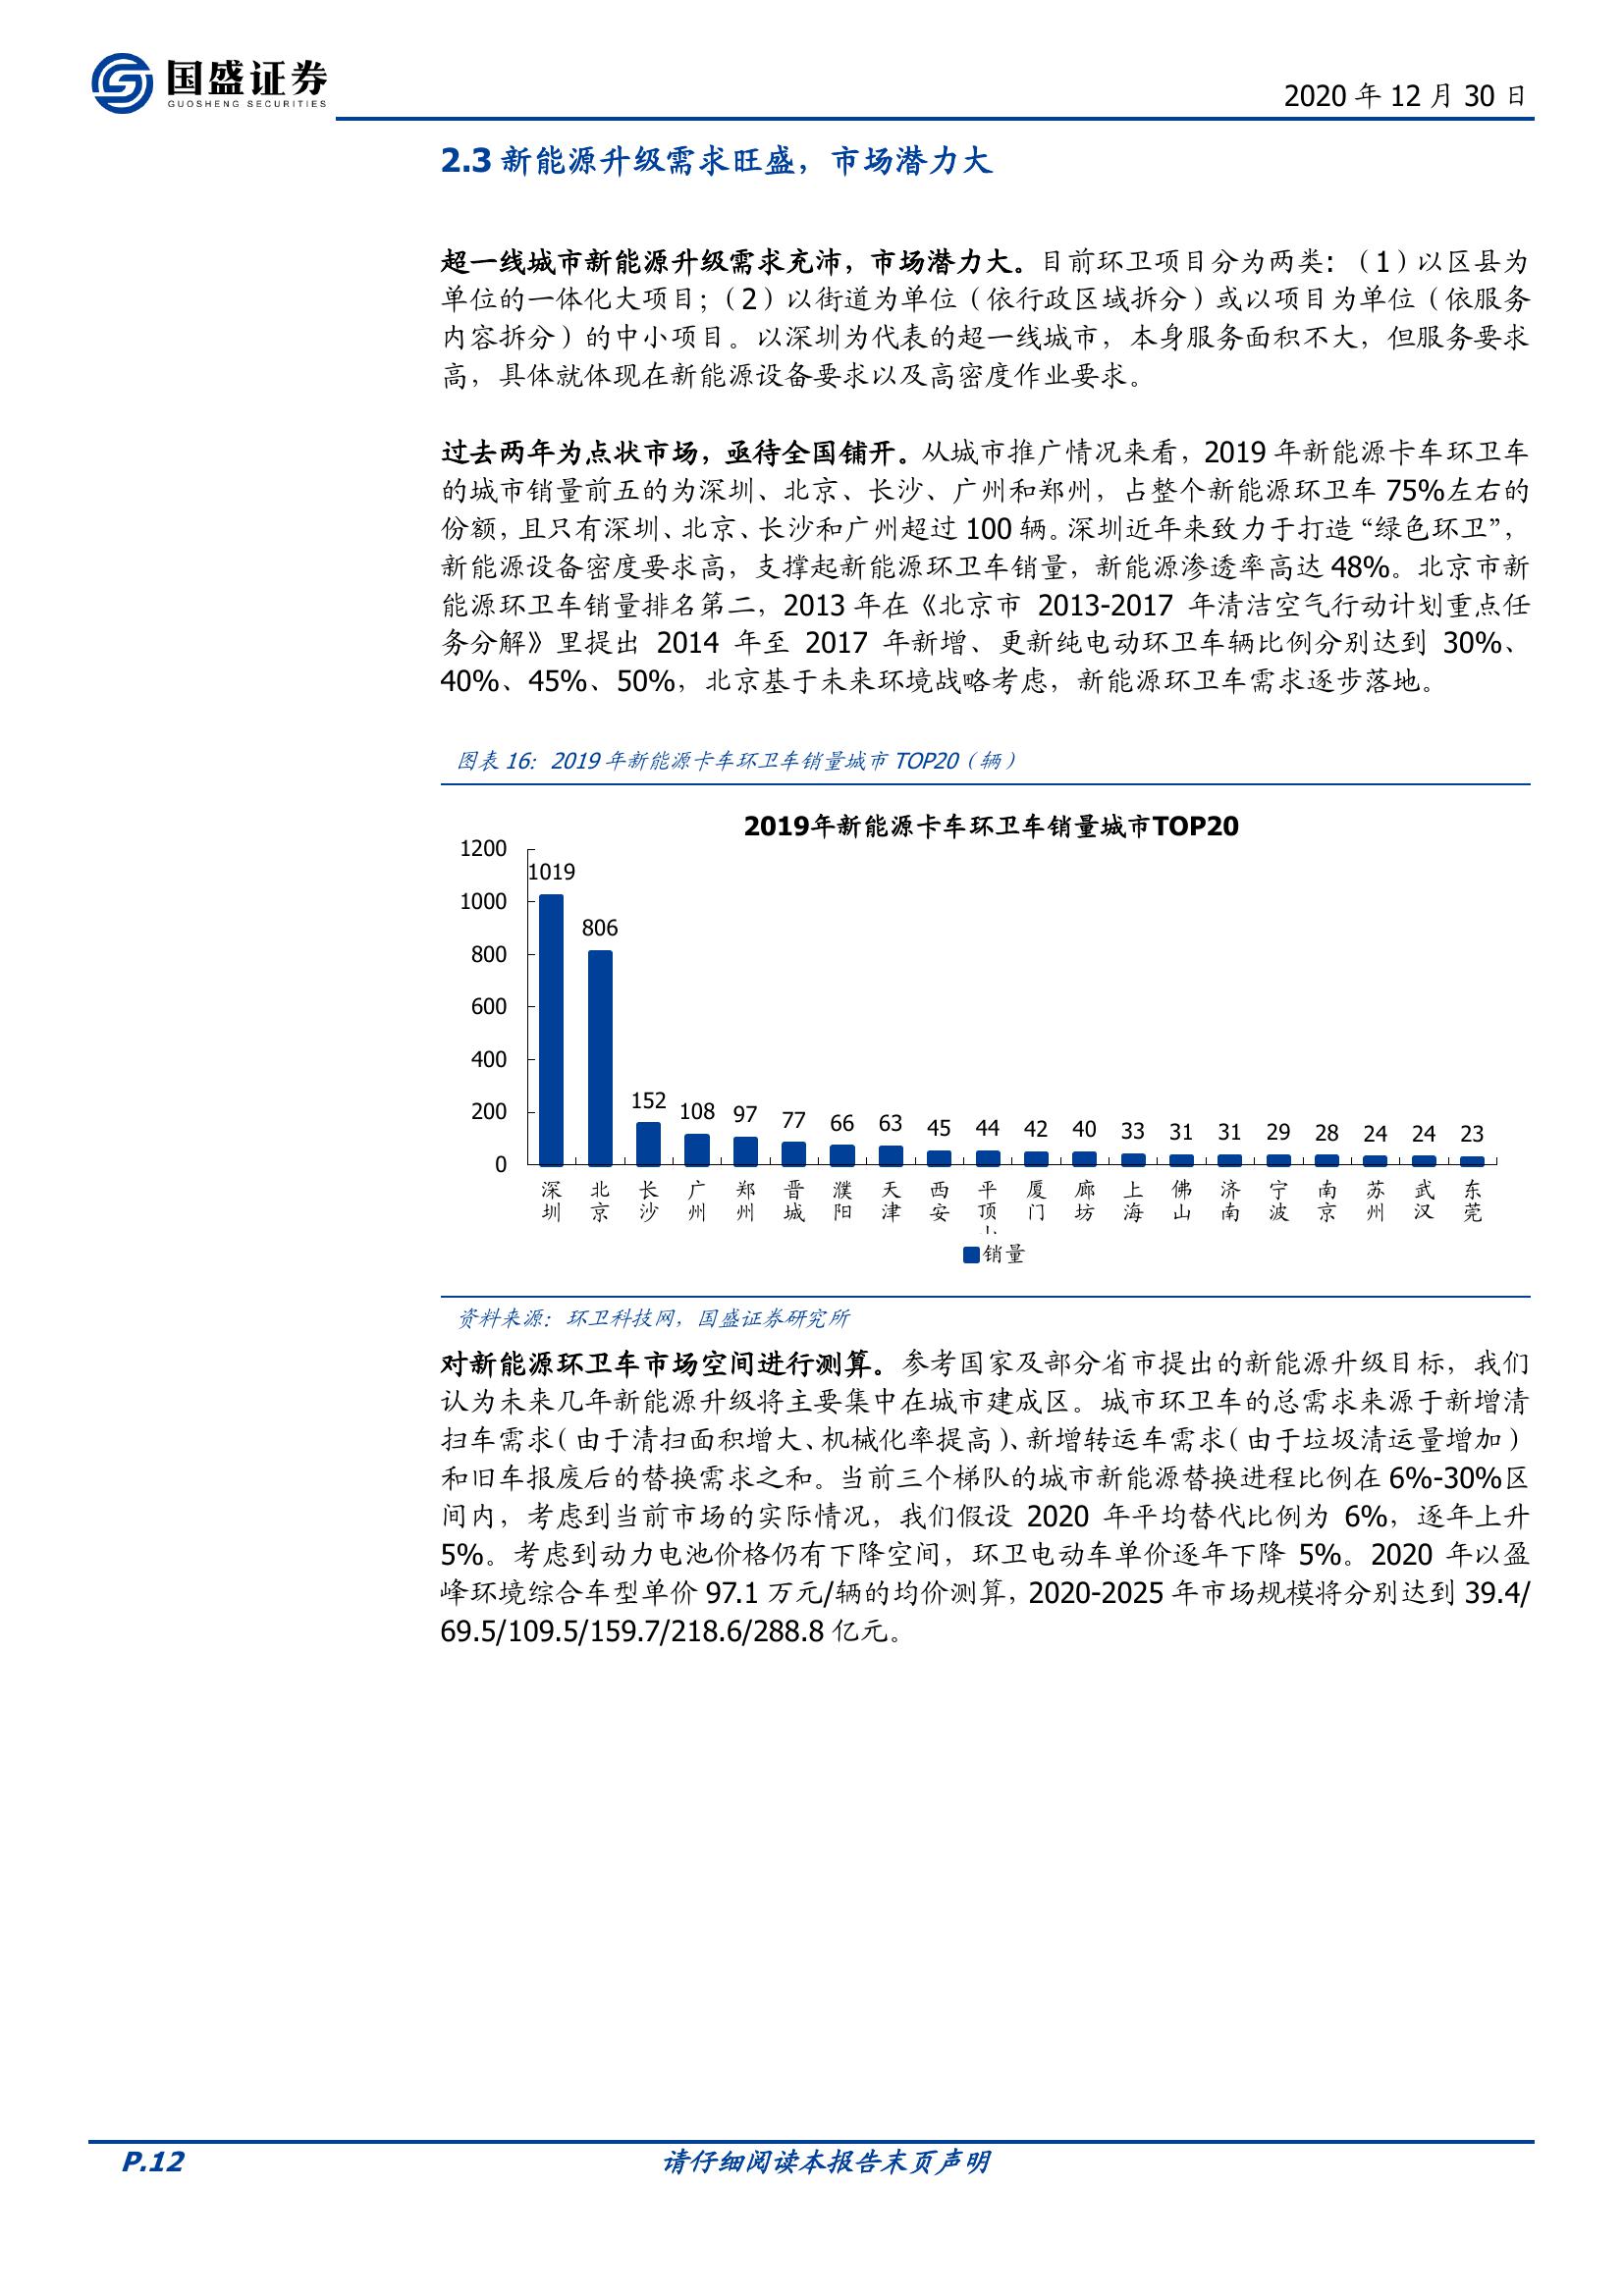 国盛证券
GUOSHENG SECURITIES
2020 年 12 月 30 日
2.3 新能源升级需求旺盛，市场潜力大
超一线城市新能源升级需求充沛，市场潜力大。目前环卫项目分为两类：（1）以区县为
单位的一体化大项目；（2）以街道为单位（依行政区域拆分）或以项目为单位（依服务
内容拆分）的中小项目。以深圳为代表的超一线城市，本身服务面积不大，但服务要求
高，具体就体现在新能源设备要求以及高密度作业要求。
过去两年为点状市场，亟待全国铺开。从城市推广情况来看，2019 年新能源卡车环卫车
的城市销量前五的为深圳、北京、长沙、广州和郑州，占整个新能源环卫车 75%左右的
份额，且只有深圳、北京、长沙和广州超过 100 辆。深圳近年来致力于打造“绿色环卫”，
新能源设备密度要求高，支撑起新能源环卫车销量，新能源渗透率高达 48%。北京市新
能源环卫车销量排名第二，2013 年在《北京市 2013-2017 年清洁空气行动计划重点任
务分解》里提出 2014 年至 2017 年新增、更新纯电动环卫车辆比例分别达到 30%、
40%、45%、50%，北京基于未来环境战略考虑，新能源环卫车需求逐步落地。
图表 16：2019 年新能源卡车环卫车销量城市 TOP20（辆）
2019年新能源卡车环卫车销量城市TOP20
1200
1000
800
600
400
200
0
1019 806 152 108 97 77 66 63 45 44 42 40 33 31 31 29 28 24 24 23
深圳 北京 长沙 广州 郑州 晋城 濮阳 天津 西安 平顶 厦门 廊坊 上海 佛山 济南 宁波 南京 苏州 武汉 东莞
销量
资料来源：环卫科技网，国盛证券研究所
对新能源环卫车市场空间进行测算。参考国家及部分省市提出的新能源升级目标，我们
认为未来几年新能源升级将主要集中在城市建成区。城市环卫车的总需求来源于新增清
扫车需求（由于清扫面积增大、机械化率提高）、新增转运车需求（由于垃圾清运量增加）
和旧车报废后的替换需求之和。当前三个梯队的城市新能源替换进程比例在 6%-30%区
间内，考虑到当前市场的实际情况，我们假设 2020 年平均替代比例为 6%，逐年上升
5%。考虑到动力电池价格仍有下降空间，环卫电动车单价逐年下降 5%。2020 年以盈
峰环境综合车型单价 97.1 万元/辆的均价测算，2020-2025 年市场规模将分别达到 39.4/
69.5/109.5/159.7/218.6/288.8 亿元。
P.12
请仔细阅读本报告末页声明